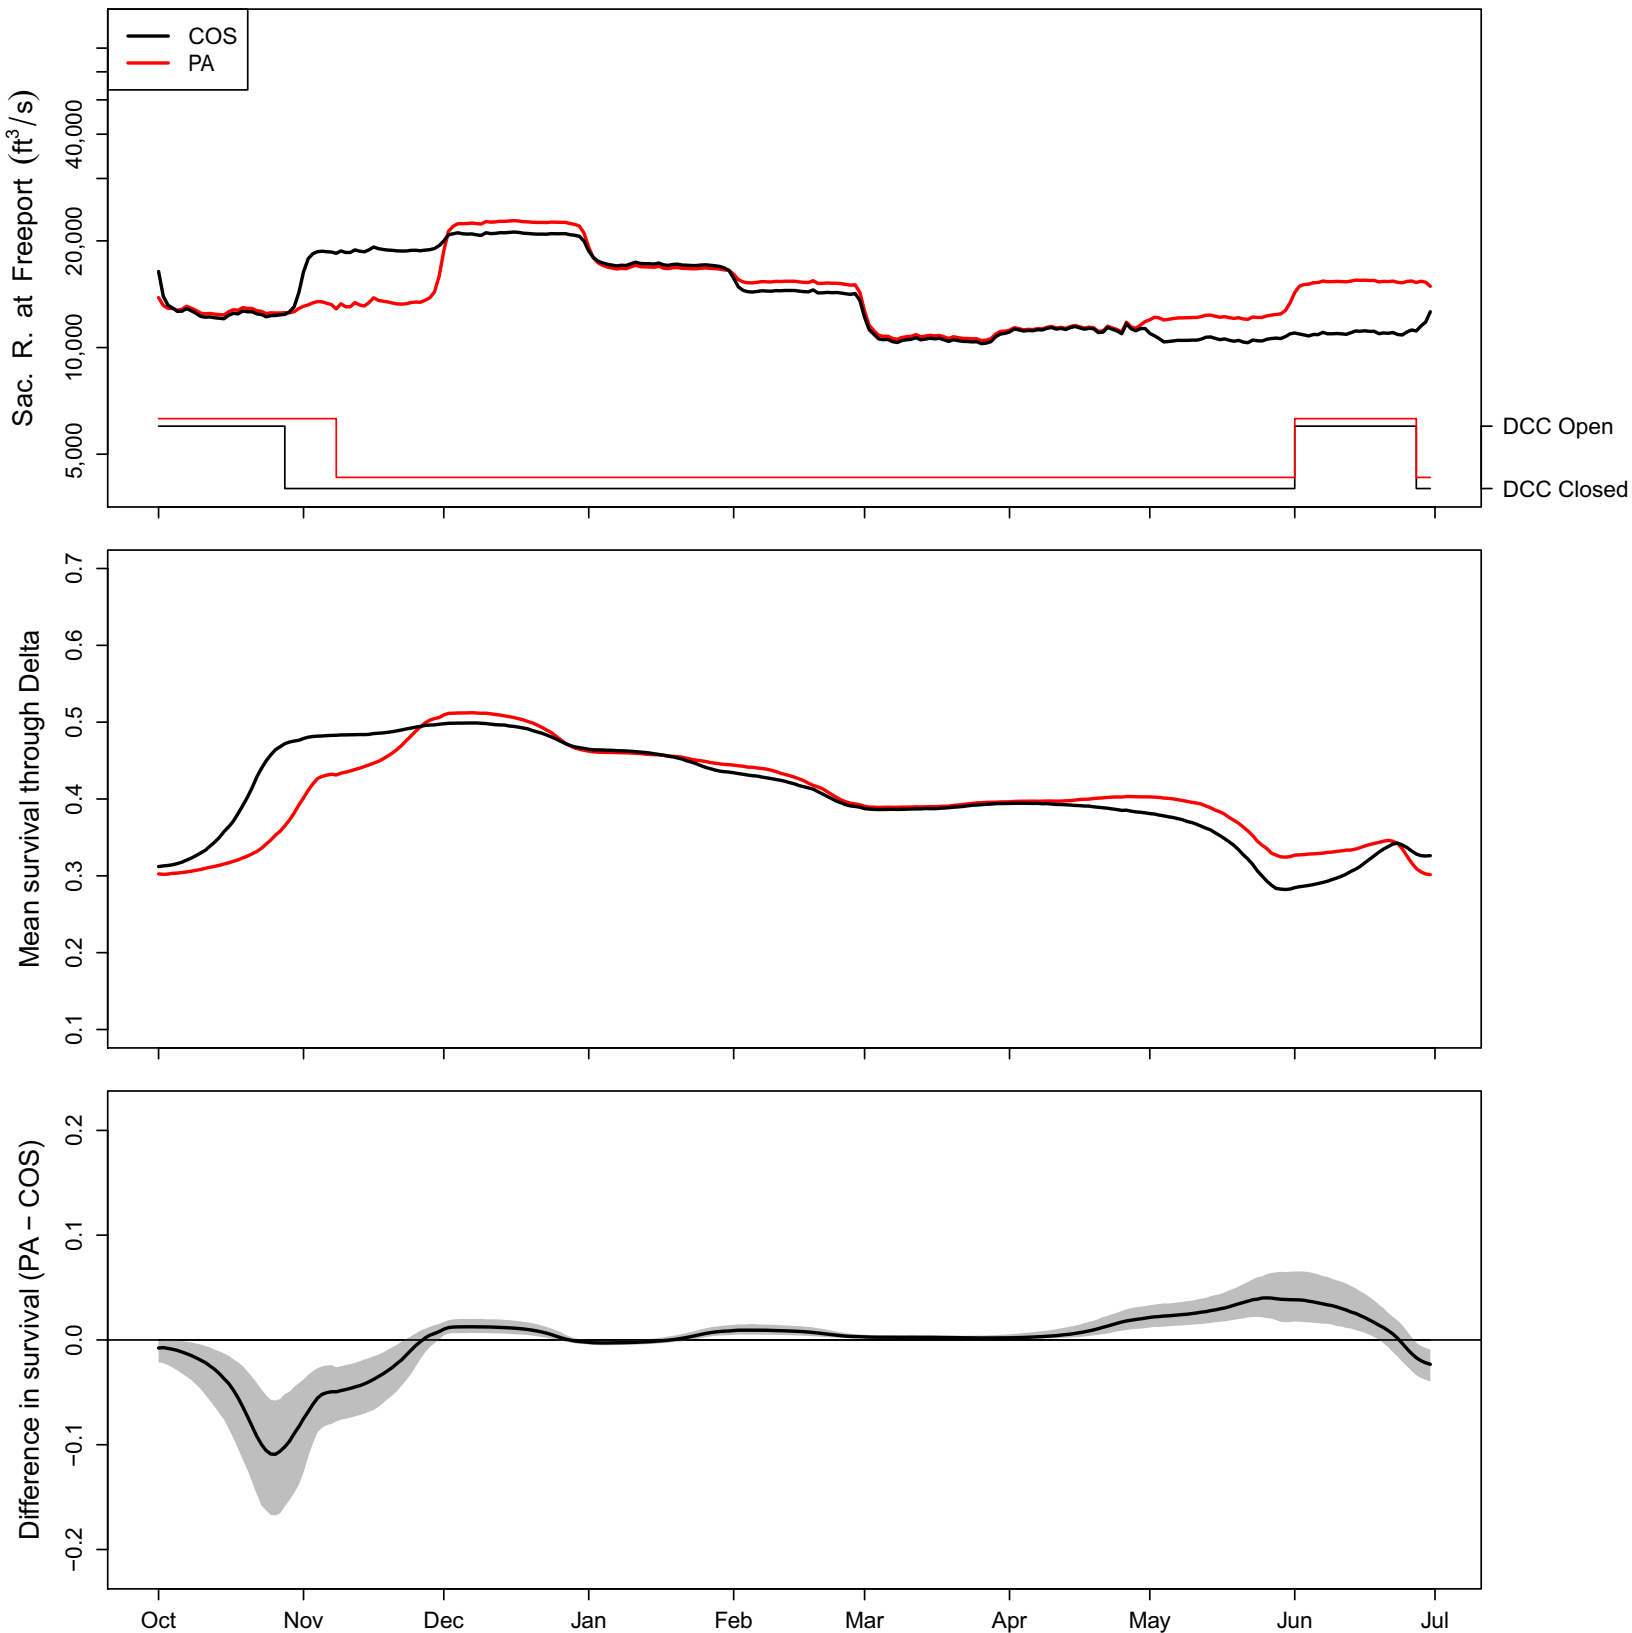 COS
PA
Sac. R. at Freeport (ft³/s)
40,000
20,000
10,000
5,000
DCC Open
DCC Closed
Mean survival through Delta
0.7
0.6
0.5
0.4
0.3
0.2
0.1
Difference in survival (PA − COS)
0.2
0.1
0.0
−0.1
−0.2
Oct Nov Dec Jan Feb Mar Apr May Jun Jul